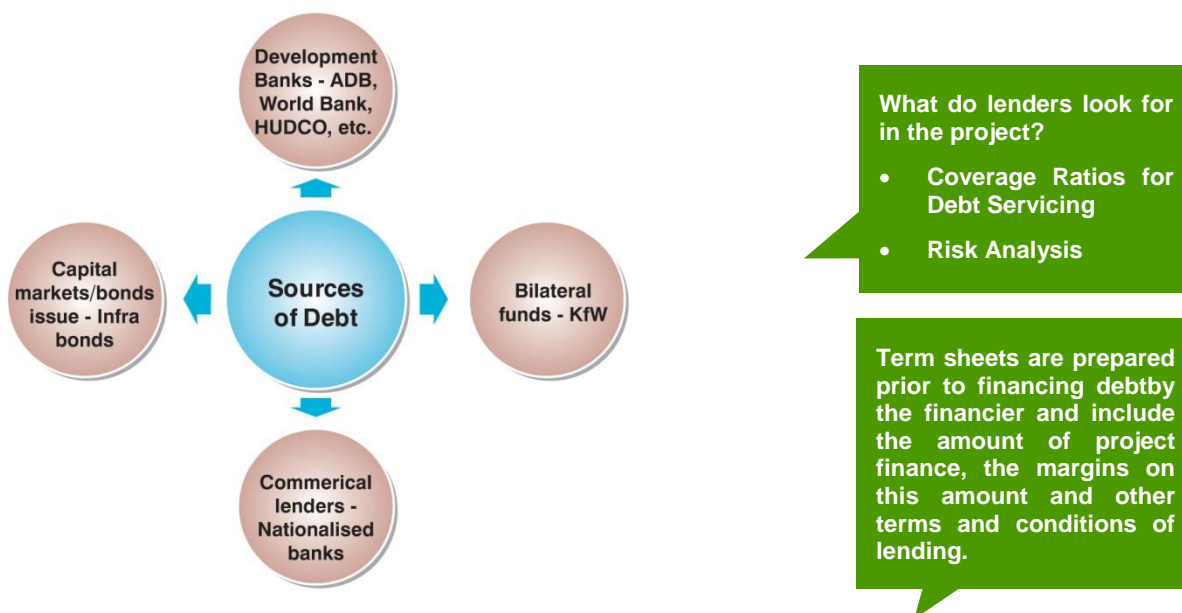 Development
Banks - ADB,
World Bank,
HUDCO, etc.
Capital
markets/bonds
issue - Infra
bonds
Sources
of Debt
Bilateral
funds - KfW
Commerical
lenders -
Nationalised
banks
What do lenders look for
in the project?
• Coverage Ratios for
Debt Servicing
• Risk Analysis
Term sheets are prepared
prior to financing debtby
the financier and include
the amount of project
finance, the margins on
this amount and other
terms and conditions of
lending.